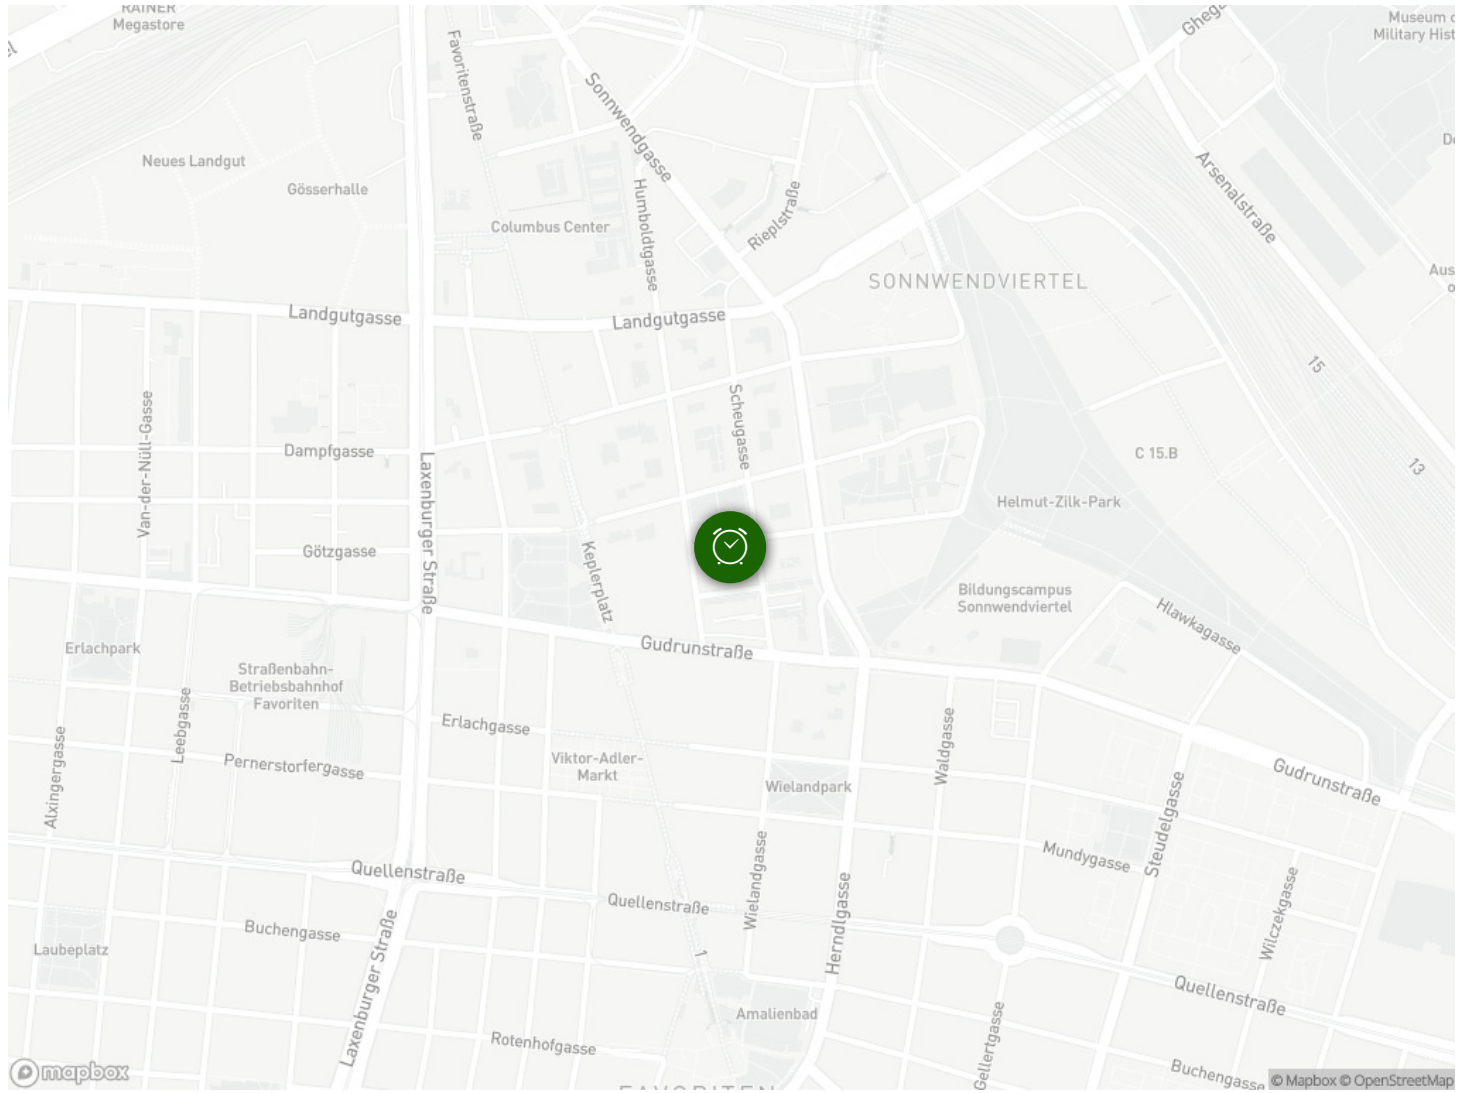 RAINER
Megastore
Museum
Military Hist
Favoritenstraße
Sonnwendgasse
Arsenalstraße
Neues Landgut
Gösserhalle
Humboldtgasse
Rieplstraße
Columbus Center
SONNWENDVIERTEL
Aus
Landgutgasse
Landgutgasse
15
Van-der-Nüll-Gasse
Scheugasse
Dampfgasse
C 15.B
13
Laxenburger Straße
Helmut-Zilk-Park
Götzgasse
Keplerplatz
Bildungscampus
Sonnwendviertel
Hlawkagasse
Erlachpark
Gudrunstraße
Straßenbahn-
Betriebsbahnhof
Favoriten
Leebgasse
Erlachgasse
Waldgasse
Alxingergasse
Pernerstorfergasse
Viktor-Adler-
Markt
Wielandpark
Gudrunstraße
Steudelgasse
Mundygasse
Quellenstraße
Wielandgasse
Quellenstraße
Herndlgasse
Wilczekgasse
Laxenburger Straße
Buchengasse
Laubeplatz
1
Quellenstraße
Amalienbad
Gellertgasse
Rotenhofgasse
Buchengasse
FAVORITEN
mapbox
© Mapbox © OpenStreetMap